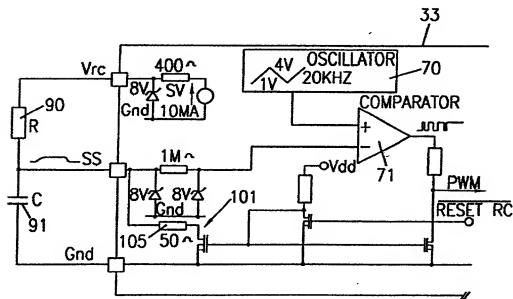 33
Vrc
400∿
8V
SV
10MA
Gnd
4V
1V
OSCILLATOR
20KHZ
70
COMPARATOR
90
R
SS
1M∿
+
−
71
C
91
8V
8V
Gnd
Vdd
101
PWM
RESET RC
105
50∿
Gnd